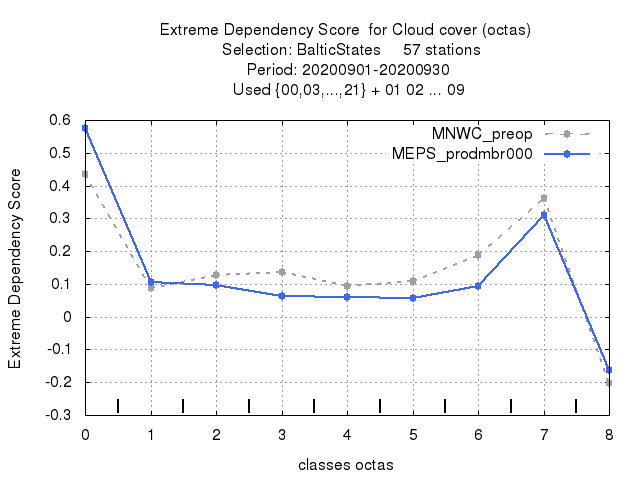 Extreme Dependency Score  for Cloud cover (octas)
Selection: BalticStates     57 stations
Period: 20200901-20200930
Used {00,03,...,21} + 01 02 ... 09
MNWC_preop
MEPS_prodmbr000
Extreme Dependency Score
0.6
0.5
0.4
0.3
0.2
0.1
0
-0.1
-0.2
-0.3
0 1 2 3 4 5 6 7 8
classes octas